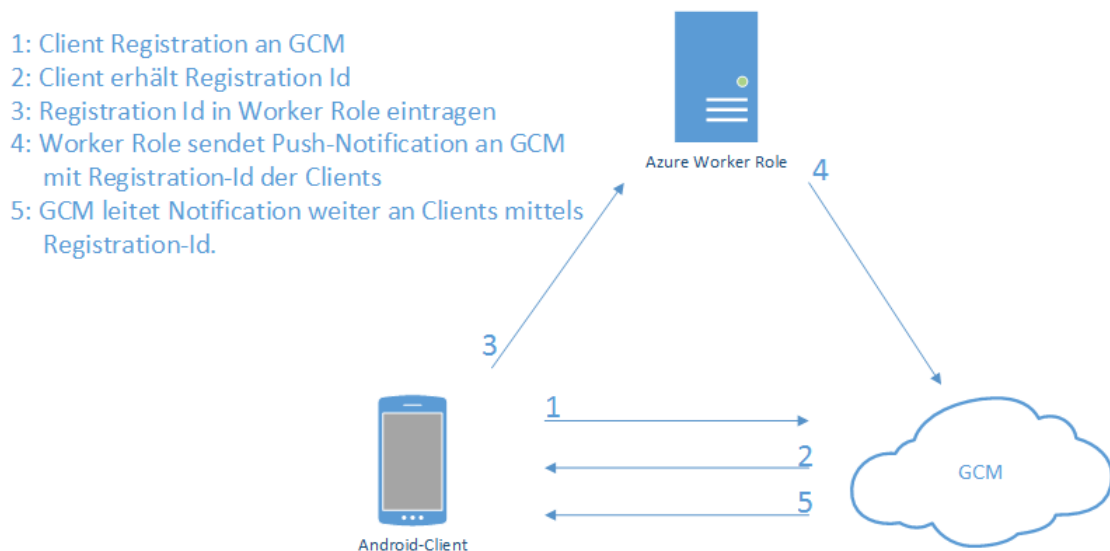 1: Client Registration an GCM
2: Client erhält Registration Id
3: Registration Id in Worker Role eintragen
4: Worker Role sendet Push-Notification an GCM
mit Registration-Id der Clients
5: GCM leitet Notification weiter an Clients mittels
Registration-Id.
Azure Worker Role
4
3
1
2
GCM
5
Android-Client